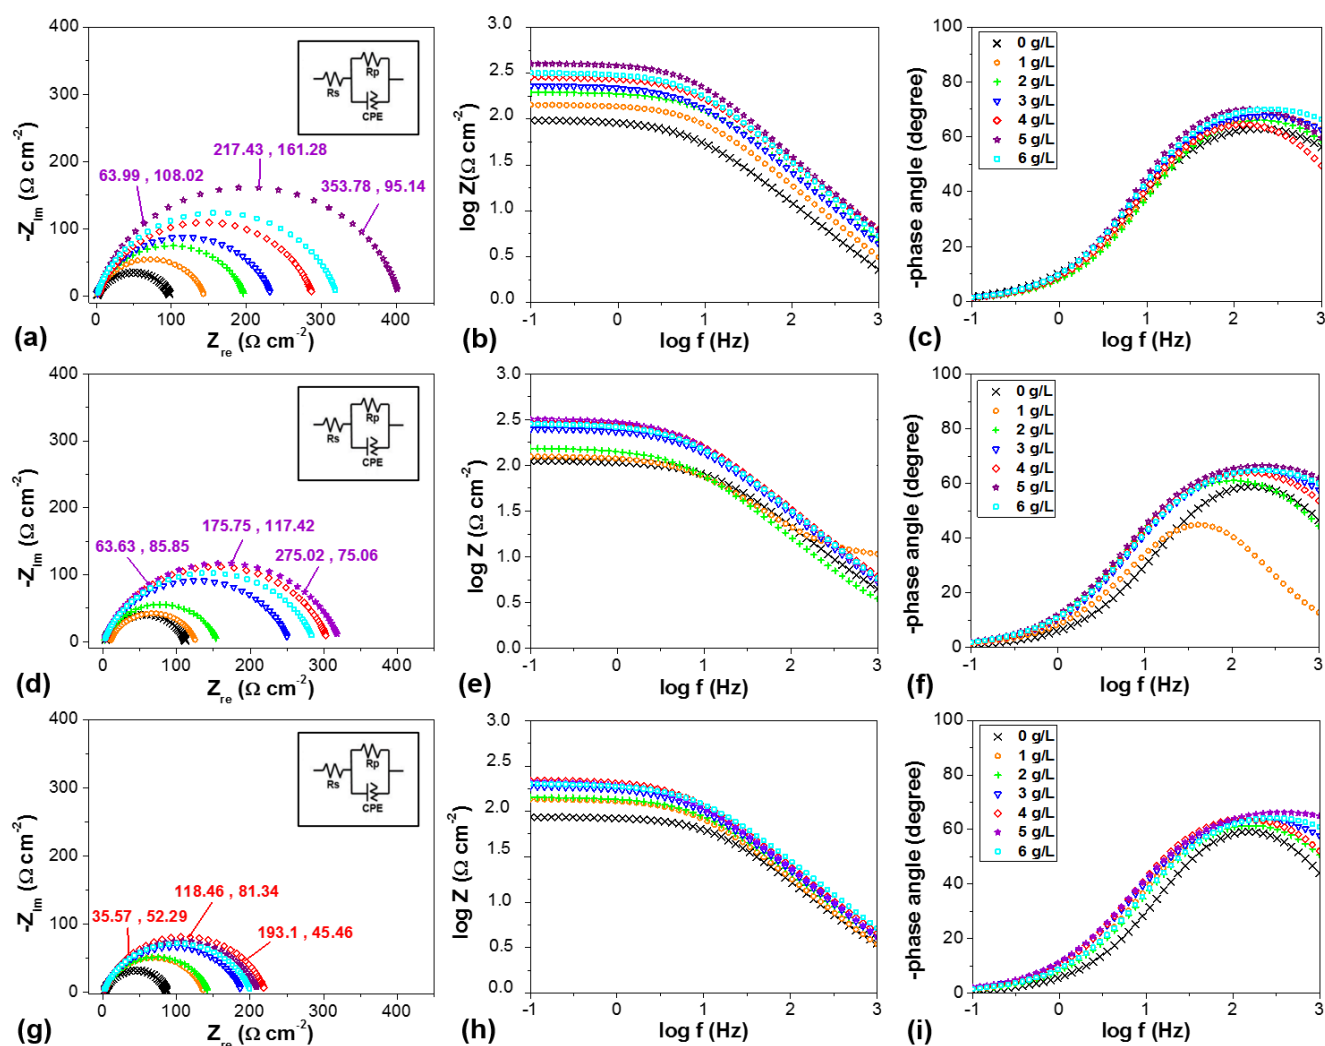 400
300
200
100
0
-Z_im (Ω cm⁻²)
Rs
Rp
CPE
63.99 , 108.02
217.43 , 161.28
353.78 , 95.14
0 100 200 300 400
(a)
Z_re (Ω cm⁻²)
3.0
2.5
2.0
1.5
1.0
0.5
0.0
log Z(Ω cm⁻²)
-1 0 1 2 3
(b)
log f (Hz)
100
80
60
40
20
0
-phase angle (degree)
0 g/L
1 g/L
2 g/L
3 g/L
4 g/L
5 g/L
6 g/L
-1 0 1 2 3
(c)
log f (Hz)
400
300
200
100
0
-Z_im (Ω cm⁻²)
Rs
Rp
CPE
63.63 , 85.85
175.75 , 117.42
275.02 , 75.06
0 100 200 300 400
(d)
Z_re (Ω cm⁻²)
3.0
2.5
2.0
1.5
1.0
0.5
0.0
log Z (Ω cm⁻²)
-1 0 1 2 3
(e)
log f (Hz)
100
80
60
40
20
0
-phase angle (degree)
0 g/L
1 g/L
2 g/L
3 g/L
4 g/L
5 g/L
6 g/L
-1 0 1 2 3
(f)
log f (Hz)
400
300
200
100
0
-Z_im (Ω cm⁻²)
Rs
Rp
CPE
35.57 , 52.29
118.46 , 81.34
193.1 , 45.46
0 100 200 300 400
(g)
Z_re (Ω cm⁻²)
3.0
2.5
2.0
1.5
1.0
0.5
0.0
log Z (Ω cm⁻²)
-1 0 1 2 3
(h)
log f (Hz)
100
80
60
40
20
0
-phase angle (degree)
0 g/L
1 g/L
2 g/L
3 g/L
4 g/L
5 g/L
6 g/L
-1 0 1 2 3
(i)
log f (Hz)